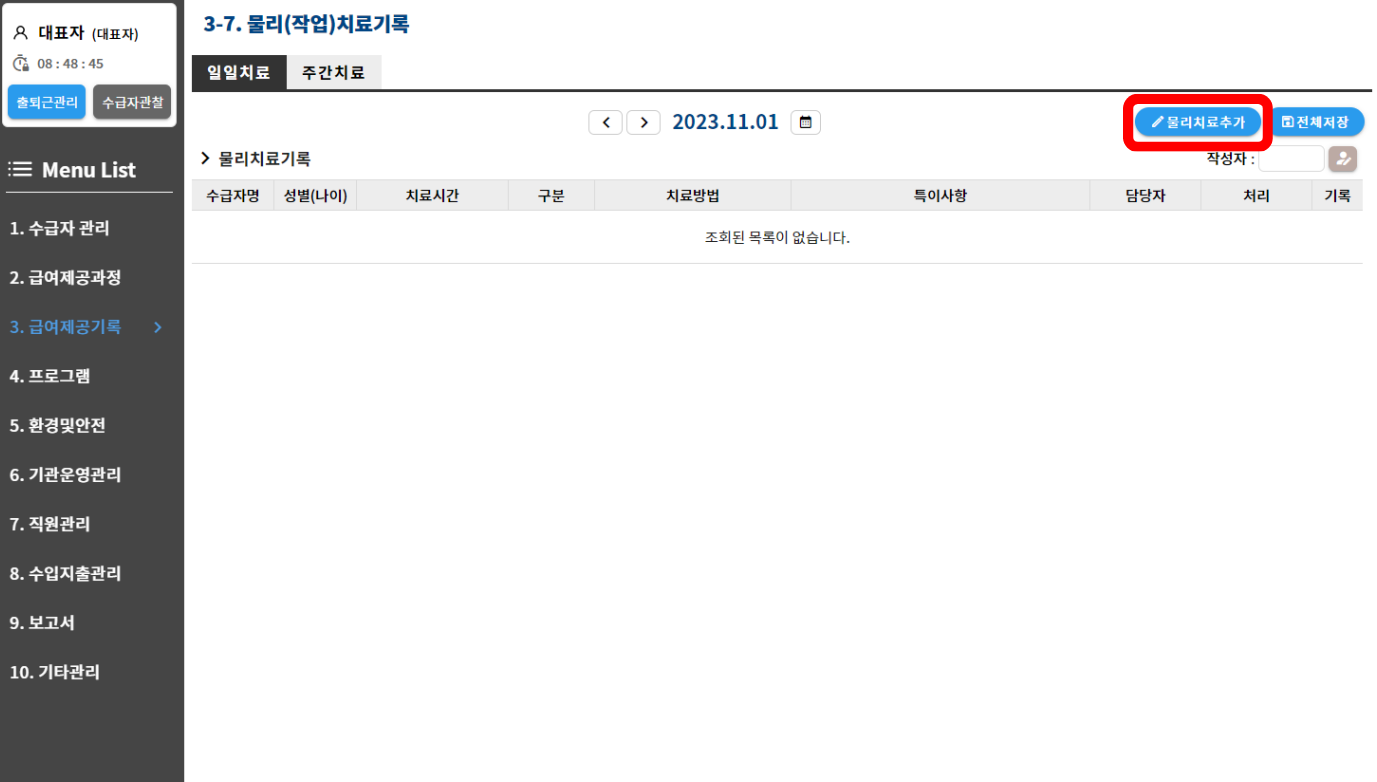 대표자 (대표자)
08 : 48 : 45
출퇴근관리 수급자관찰
Menu List
1. 수급자 관리
2. 급여제공과정
3. 급여제공기록
4. 프로그램
5. 환경및안전
6. 기관운영관리
7. 직원관리
8. 수입지출관리
9. 보고서
10. 기타관리
3-7. 물리(작업)치료기록
일일치료 주간치료
2023.11.01
물리치료추가 전체저장
물리치료기록
작성자 :
수급자명 성별(나이) 치료시간 구분 치료방법 특이사항 담당자 처리 기록
조회된 목록이 없습니다.